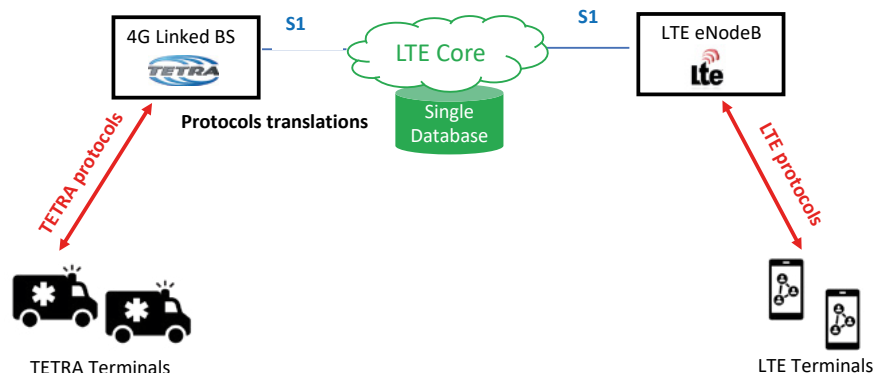 4G Linked BS
TETRA
S1
LTE Core
S1
LTE eNodeB
lte
Single
Database
Protocols translations
TETRA protocols
LTE protocols
TETRA Terminals
LTE Terminals